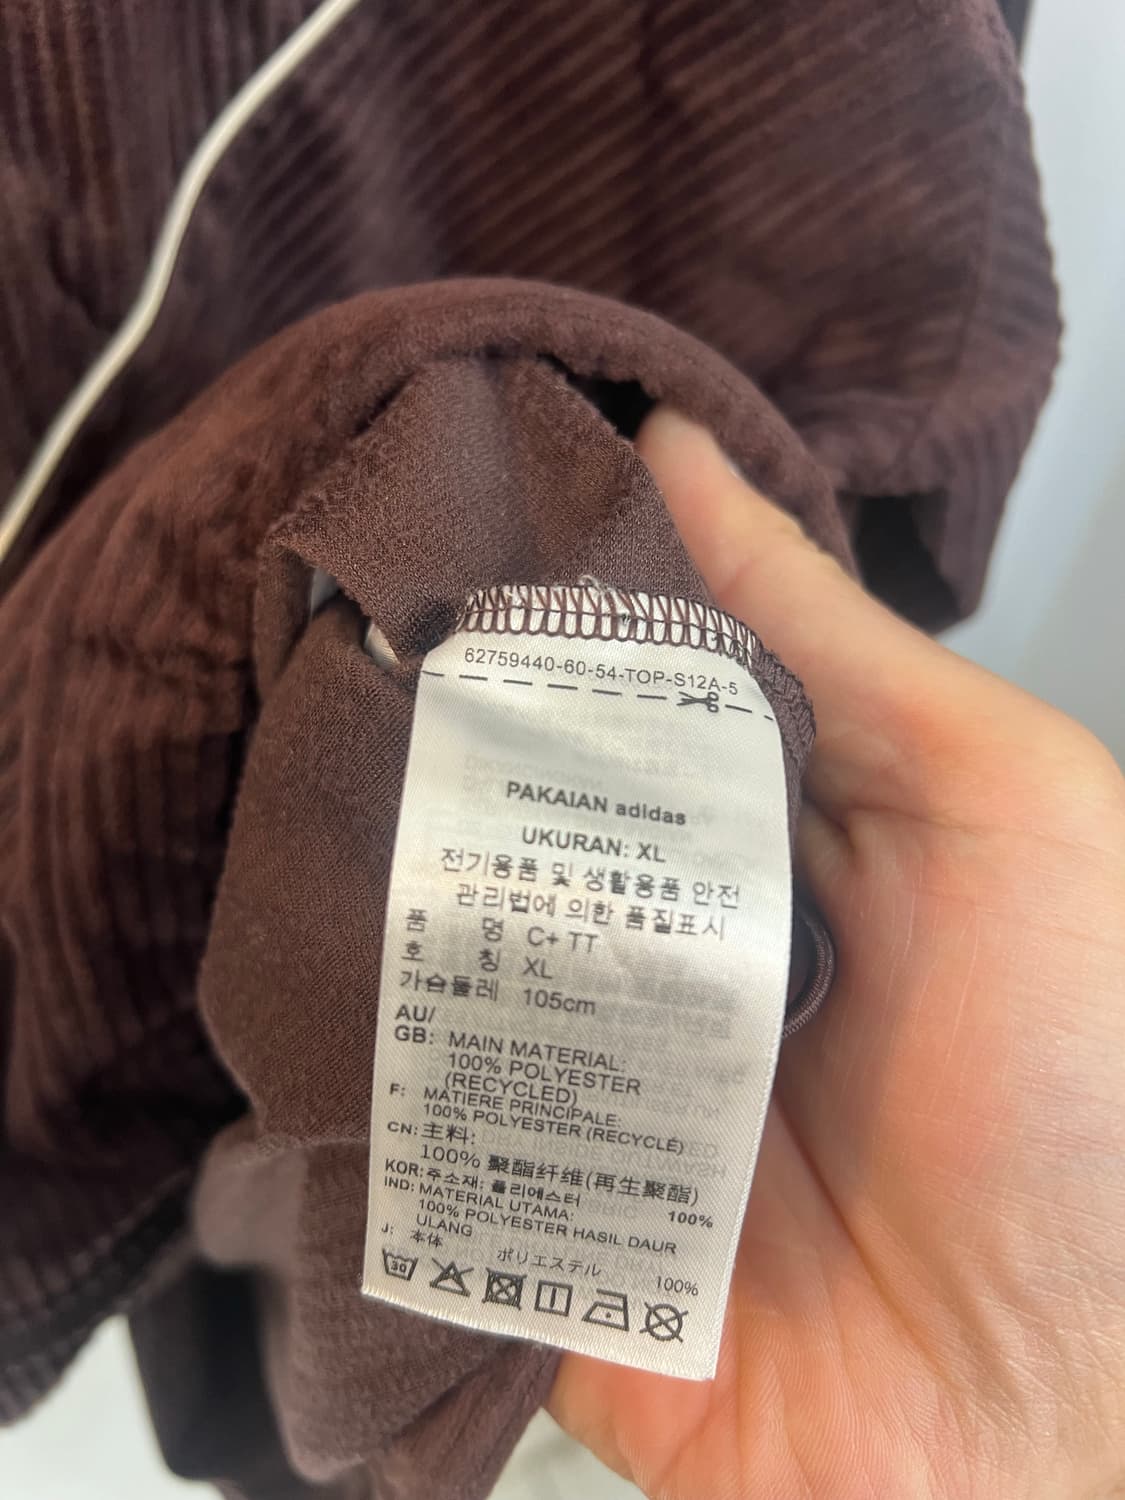 62759440-60-54-TOP-S12A-5
PAKAIAN adidas
UKURAN: XL
전기용품 및 생활용품 안전
관리법에 의한 품질표시
품 명 C+ TT
호 칭 XL
가슴둘레 105cm
AU/
GB: MAIN MATERIAL:
100% POLYESTER
(RECYCLED)
F: MATIERE PRINCIPALE:
100% POLYESTER (RECYCLÉ)
CN: 主料:
100% 聚酯纤维(再生聚酯)
KOR: 주소재: 폴리에스터 100%
IND: MATERIAL UTAMA:
100% POLYESTER HASIL DAUR
ULANG
J: 本体 ポリエステル 100%
30